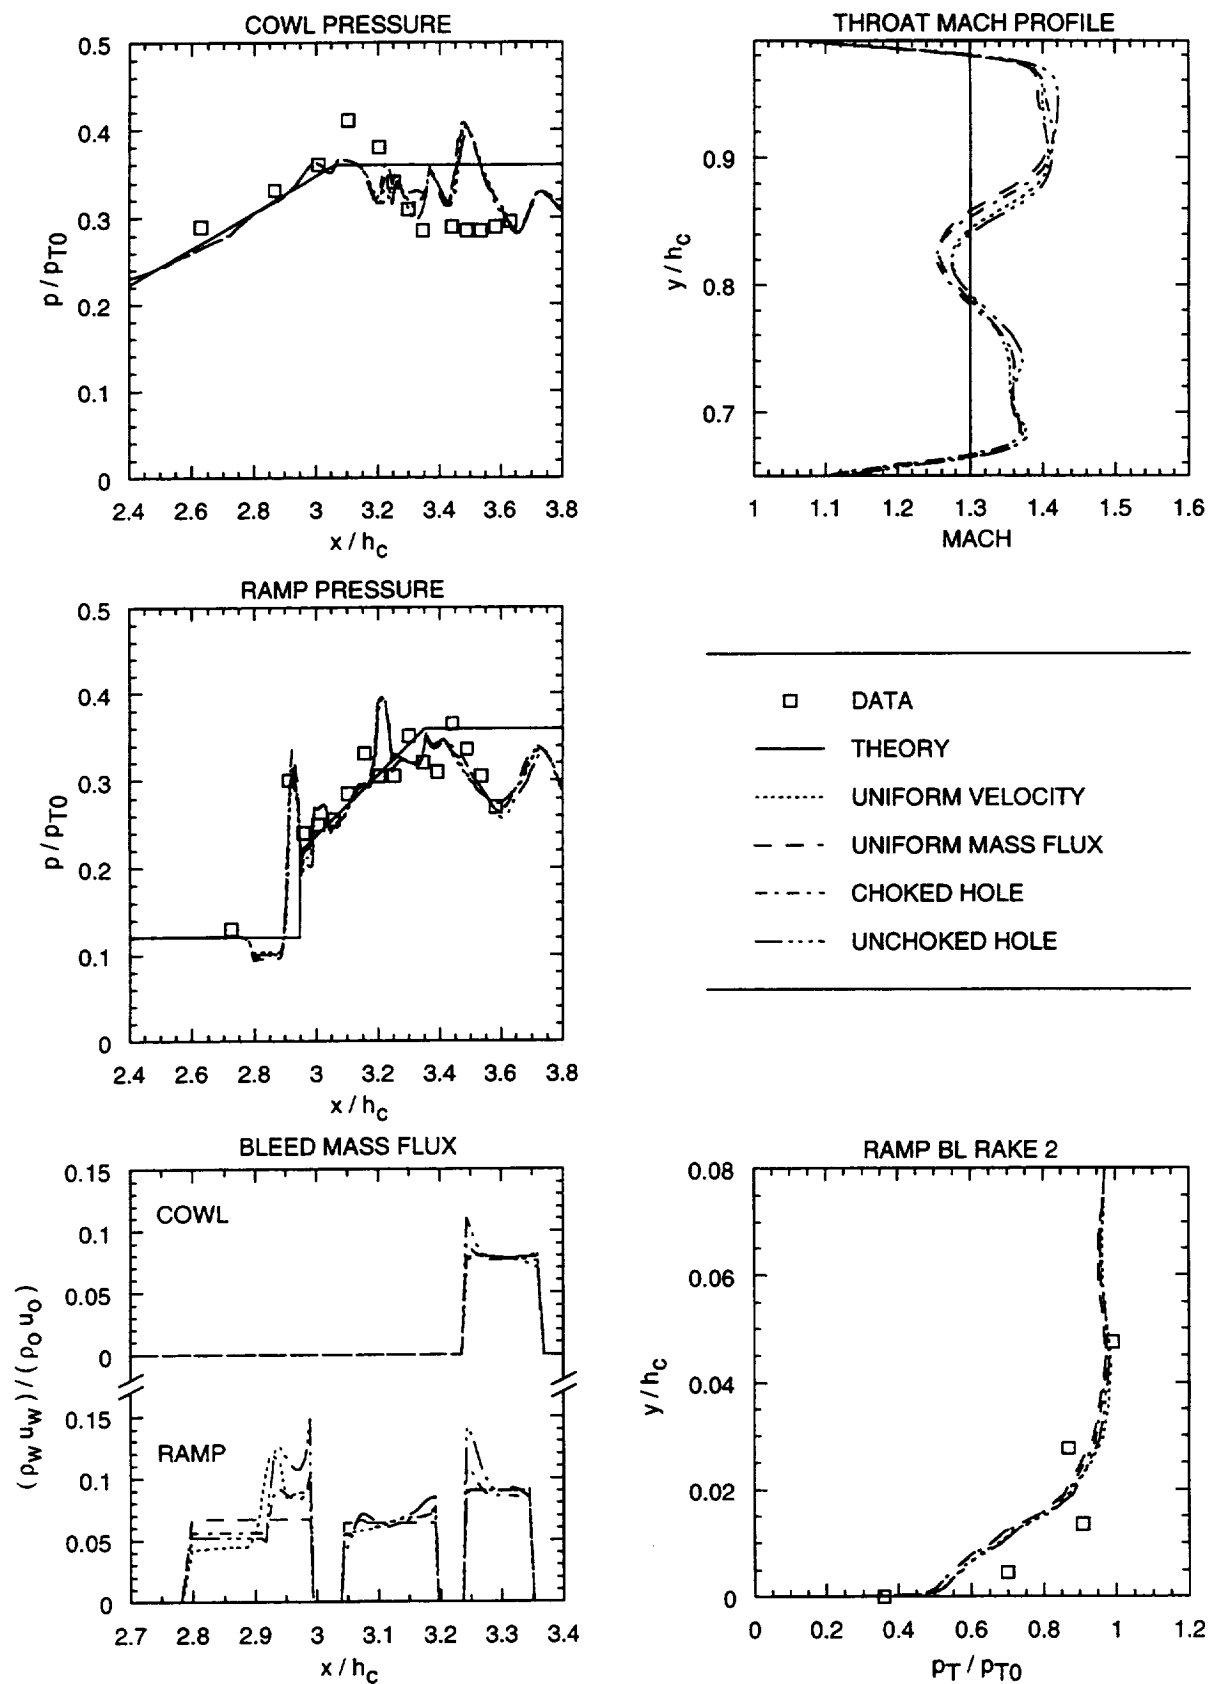 COWL PRESSURE
0.5
0.4
0.3
0.2
0.1
0
p / pT0
2.4 2.6 2.8 3 3.2 3.4 3.6 3.8
x / hc
THROAT MACH PROFILE
0.9
0.8
0.7
y / hc
1 1.1 1.2 1.3 1.4 1.5 1.6
MACH
RAMP PRESSURE
0.5
0.4
0.3
0.2
0.1
0
p / pT0
2.4 2.6 2.8 3 3.2 3.4 3.6 3.8
x / hc
DATA
THEORY
UNIFORM VELOCITY
UNIFORM MASS FLUX
CHOKED HOLE
UNCHOKED HOLE
BLEED MASS FLUX
0.15
COWL
0.1
0.05
0
(ρw uw) / (ρo uo)
0.15
RAMP
0.1
0.05
0
2.7 2.8 2.9 3 3.1 3.2 3.3 3.4
x / hc
RAMP BL RAKE 2
0.08
0.06
0.04
0.02
0
y / hc
0 0.2 0.4 0.6 0.8 1 1.2
pT / pT0